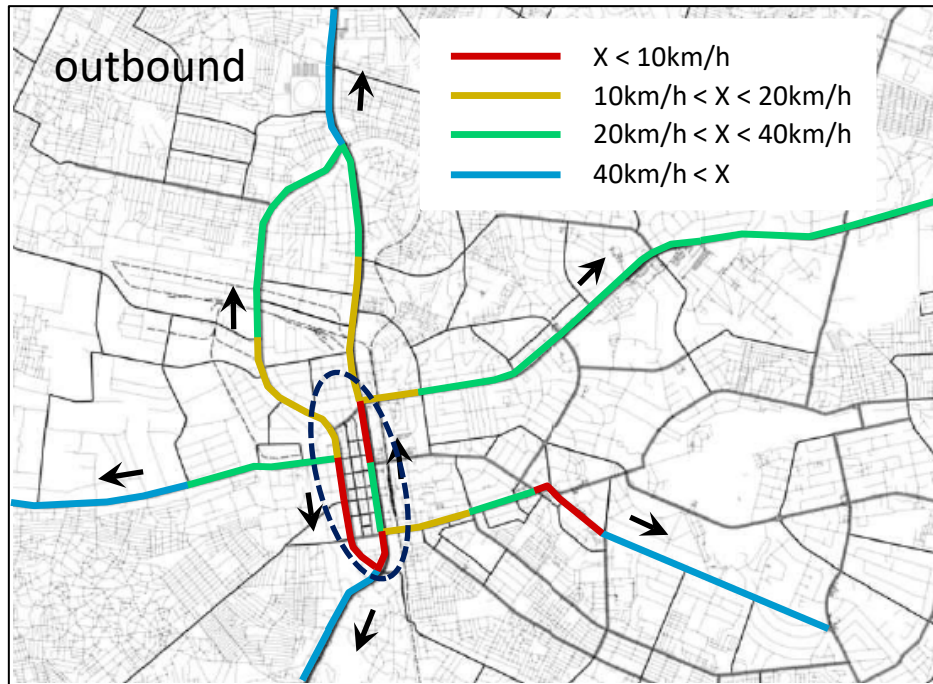 outbound
X < 10km/h
10km/h < X < 20km/h
20km/h < X < 40km/h
40km/h < X